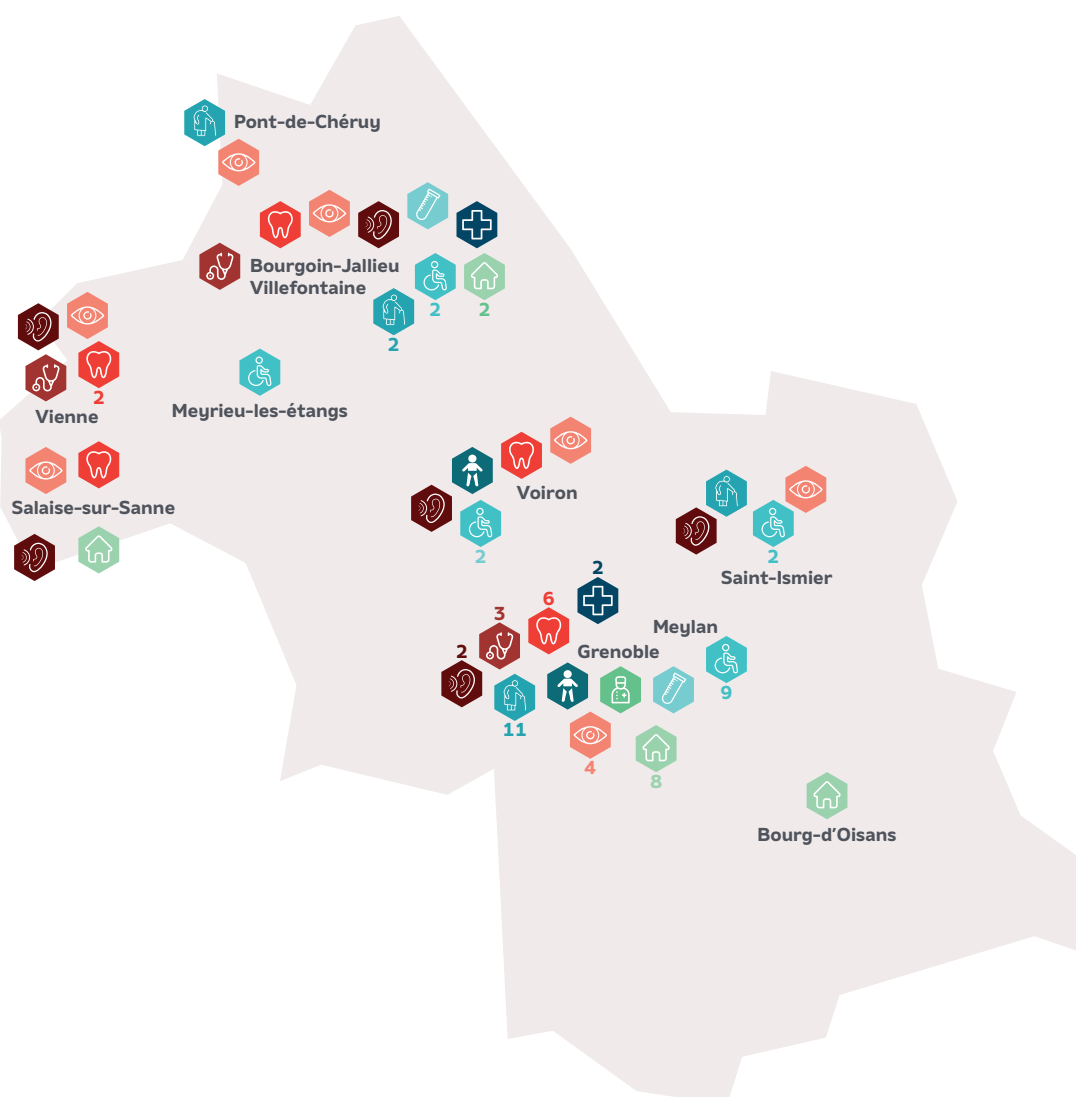 Pont-de-Chéruy
Bourgoin-Jallieu
Villefontaine
2
2
2
2
Vienne
Meyrieu-les-étangs
Salaise-sur-Sanne
Voiron
2
2
Saint-Ismier
2
6
3
2
Meylan
Grenoble
9
11
4
8
Bourg-d'Oisans